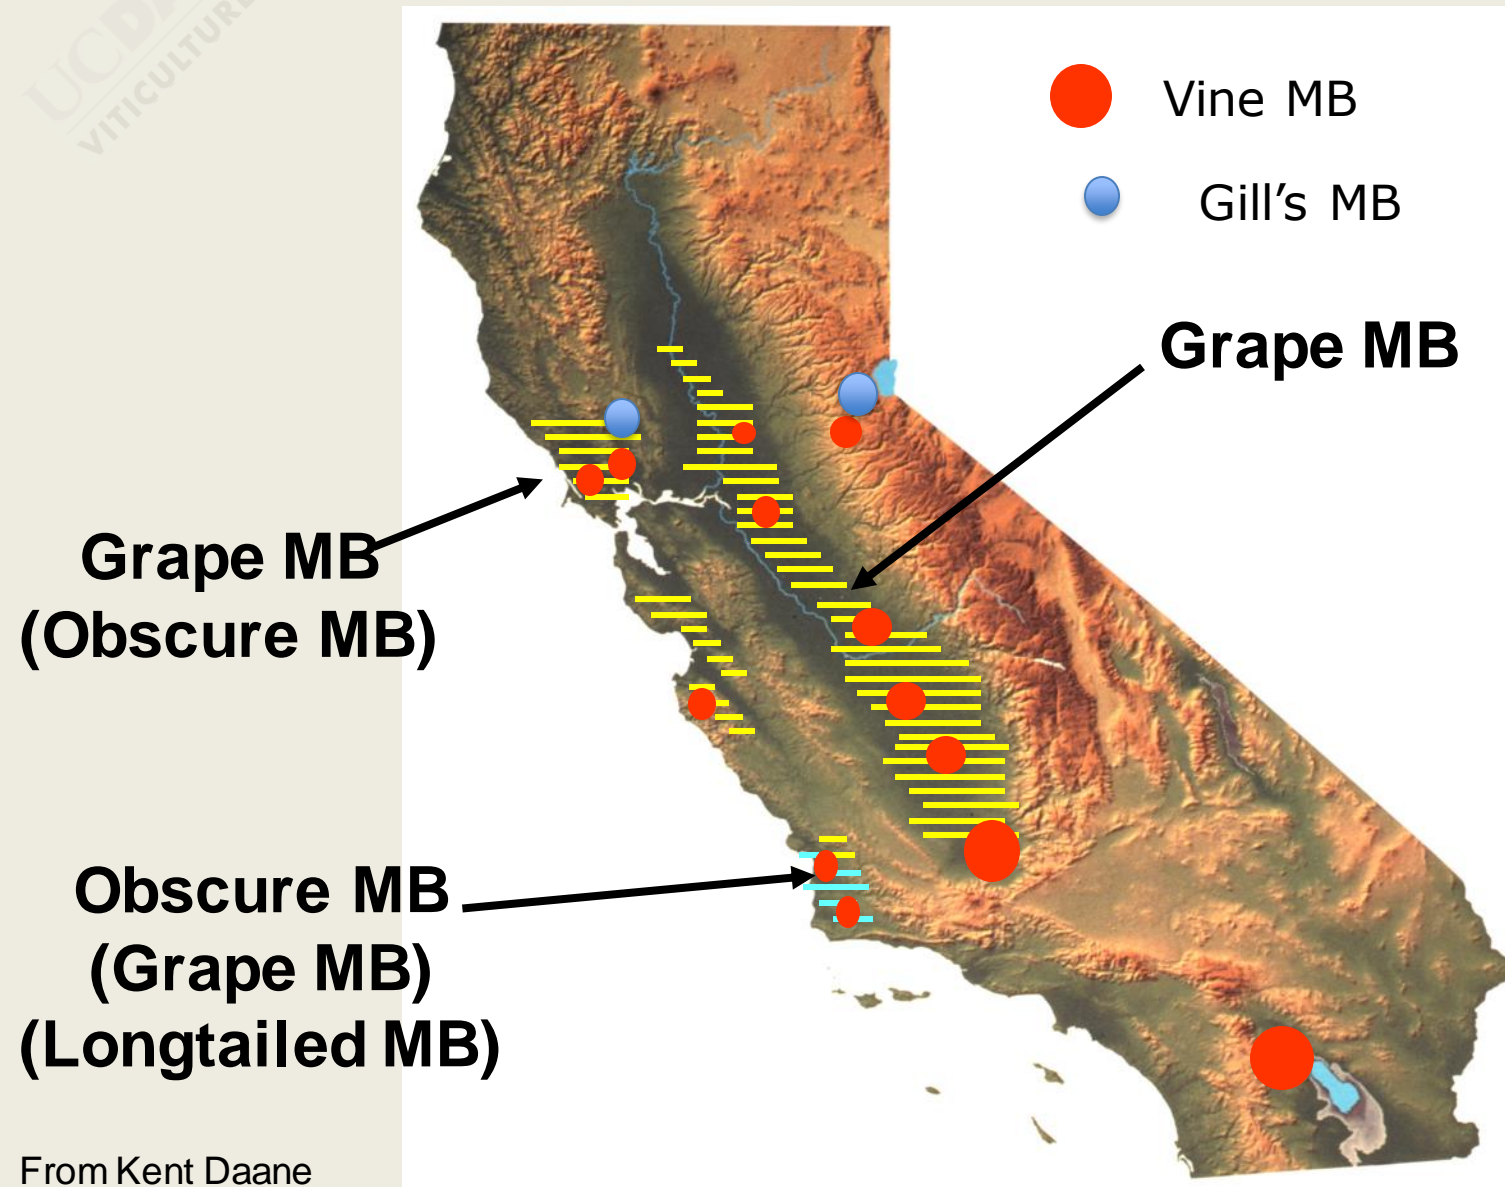 VITICULTURE
Vine MB
Gill's MB
Grape MB
Grape MB
(Obscure MB)
Obscure MB
(Grape MB)
(Longtailed MB)
From Kent Daane